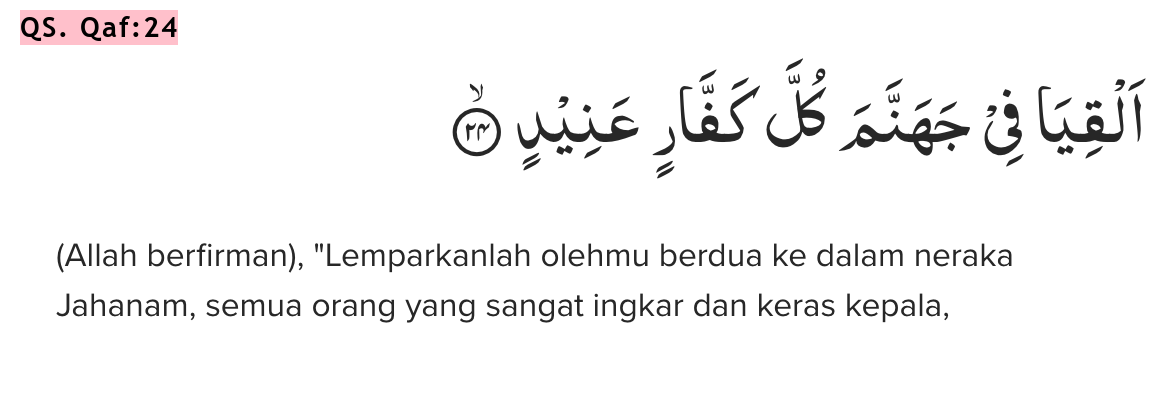 QS. Qaf:24
اَلْقِيَا فِيْ جَهَنَّمَ كُلَّ كَفَّارٍ عَنِيْدٍ ۙ ٢٤
(Allah berfirman), "Lemparkanlah olehmu berdua ke dalam neraka
Jahanam, semua orang yang sangat ingkar dan keras kepala,